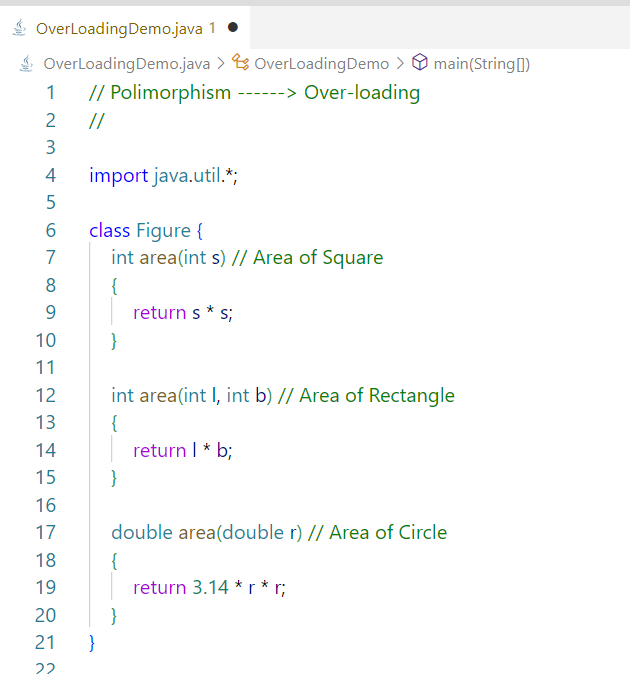 OverLoadingDemo.java 1
OverLoadingDemo.java > OverLoadingDemo > main(String[])
1 // Polimorphism ------> Over-loading
2 //
3
4 import java.util.*;
5
6 class Figure {
7 int area(int s) // Area of Square
8 {
9 return s * s;
10 }
11
12 int area(int l, int b) // Area of Rectangle
13 {
14 return l * b;
15 }
16
17 double area(double r) // Area of Circle
18 {
19 return 3.14 * r * r;
20 }
21 }
22